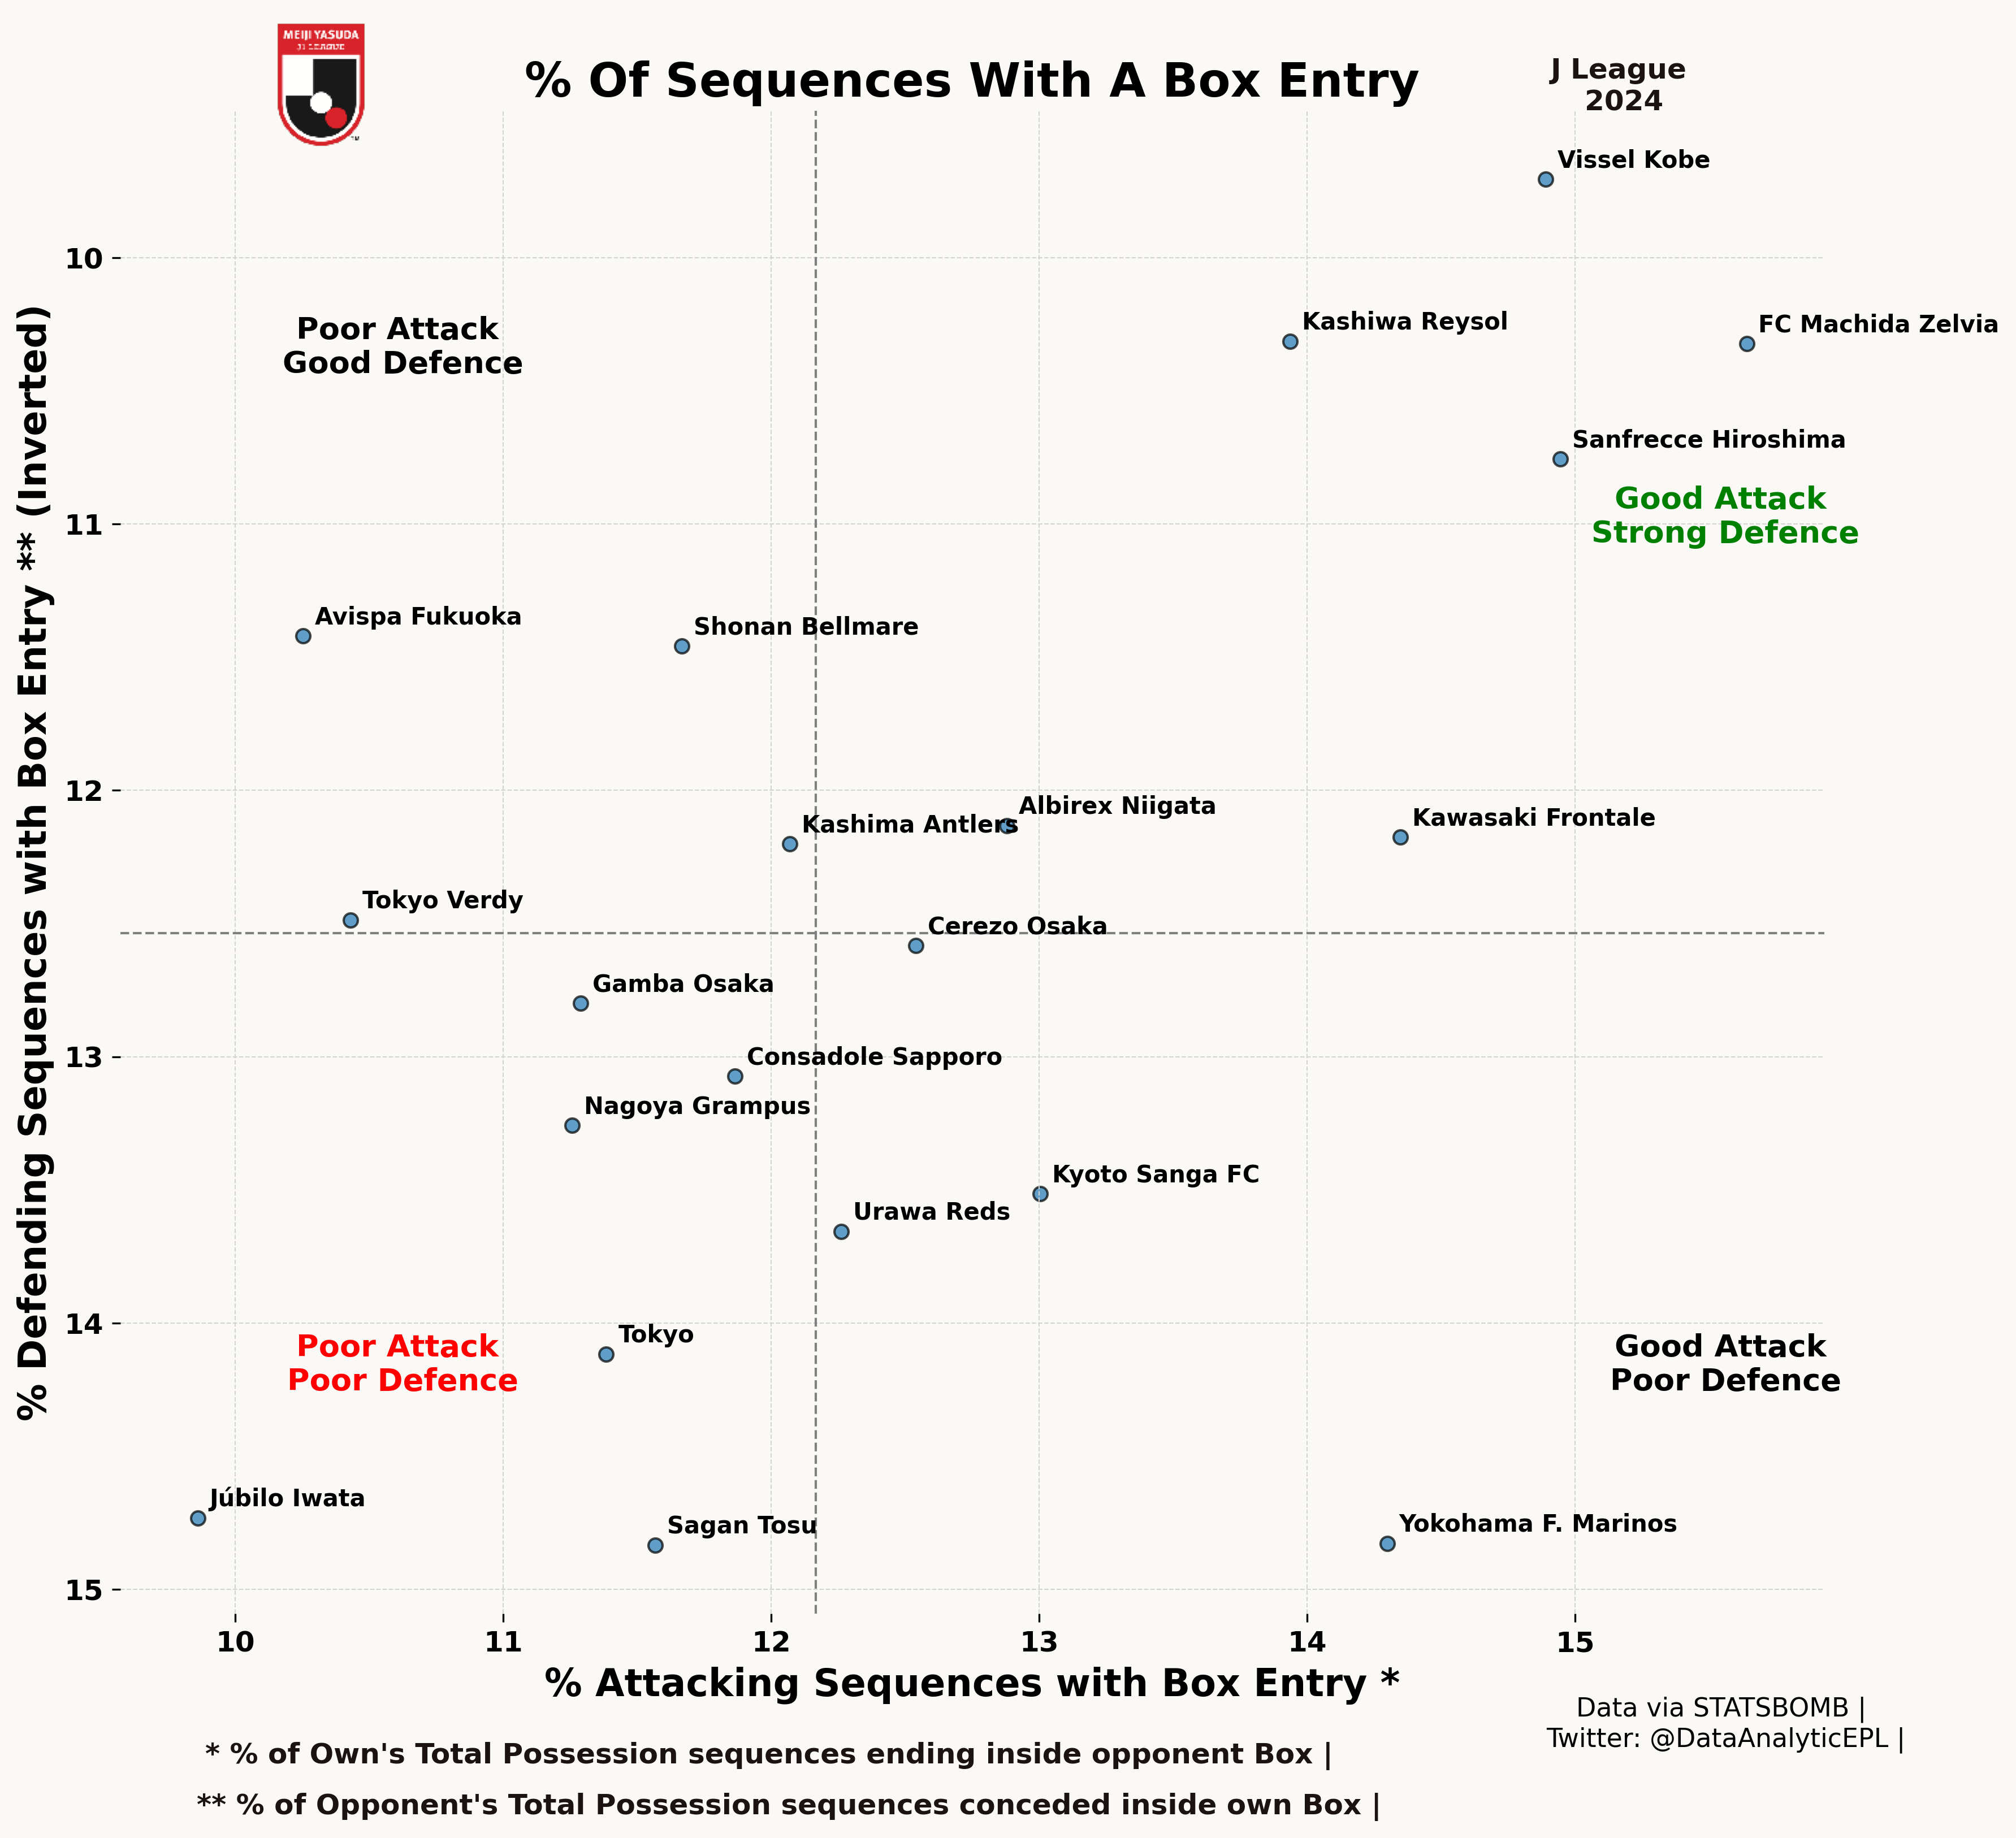 MEIJI YASUDA
J1 LEAGUE
% Of Sequences With A Box Entry
J League
2024
Vissel Kobe
10
Kashiwa Reysol
FC Machida Zelvia
Poor Attack
Good Defence
Sanfrecce Hiroshima
Good Attack
Strong Defence
11
Avispa Fukuoka
Shonan Bellmare
12
Albirex Niigata
Kashima Antlers
Kawasaki Frontale
Tokyo Verdy
Cerezo Osaka
Gamba Osaka
13
Consadole Sapporo
Nagoya Grampus
Kyoto Sanga FC
Urawa Reds
14
Tokyo
Poor Attack
Poor Defence
Good Attack
Poor Defence
Júbilo Iwata
Sagan Tosu
Yokohama F. Marinos
15
% Defending Sequences with Box Entry ** (Inverted)
10 11 12 13 14 15
% Attacking Sequences with Box Entry *
Data via STATSBOMB |
Twitter: @DataAnalyticEPL |
* % of Own's Total Possession sequences ending inside opponent Box |
** % of Opponent's Total Possession sequences conceded inside own Box |